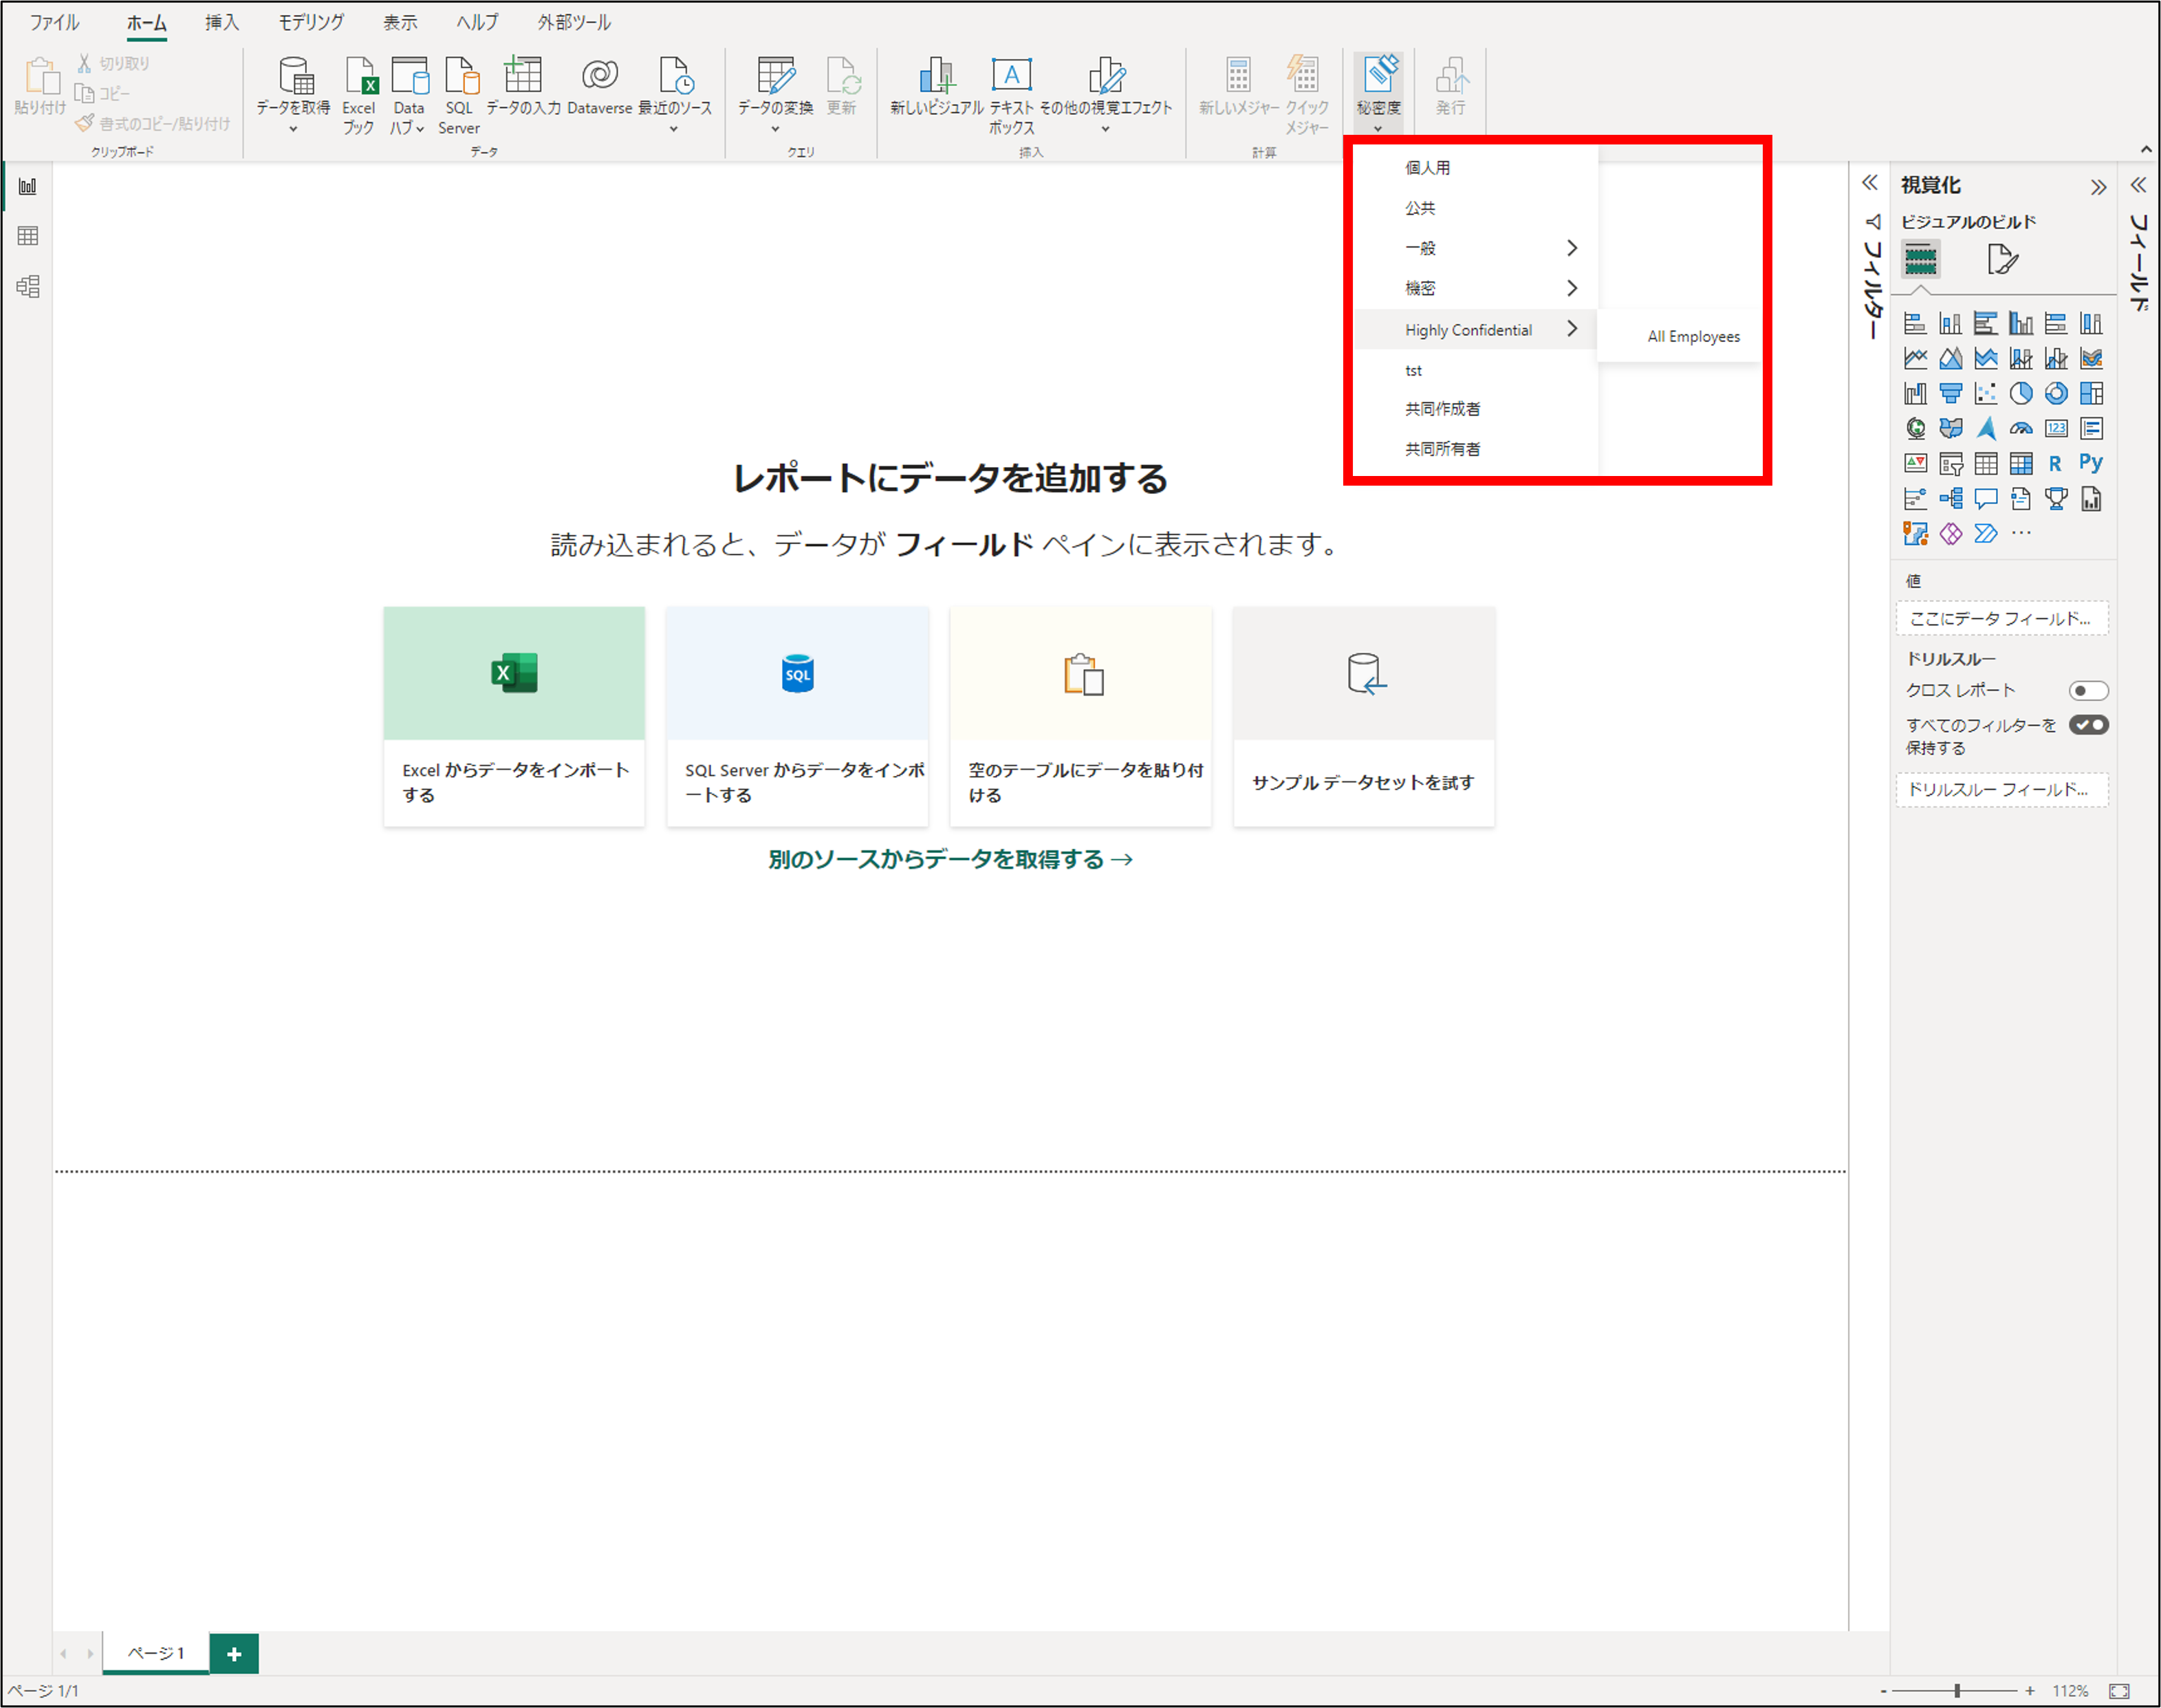 ファイル ホーム 挿入 モデリング 表示 ヘルプ 外部ツール
貼り付け
切り取り
コピー
書式のコピー/貼り付け
クリップボード
データを取得
Excel
ブック
Data
ハブ
SQL
Server
データの入力
Dataverse
最近のソース
データ
データの変換
更新
クエリ
新しいビジュアル
テキスト
ボックス
その他の視覚エフェクト
挿入
新しいメジャー
クイック
メジャー
計算
秘密度
発行
個人用
公共
一般
機密
Highly Confidential
All Employees
tst
共同作成者
共同所有者
レポートにデータを追加する
読み込まれると、データが フィールド ペインに表示されます。
Excel からデータをインポート
する
SQL
SQL Server からデータをインポ
ートする
空のテーブルにデータを貼り付
ける
サンプル データセットを試す
別のソースからデータを取得する →
フィルター
視覚化
ビジュアルのビルド
123
R
Py
...
値
ここにデータ フィールド...
ドリルスルー
クロス レポート
すべてのフィルターを
保持する
ドリルスルー フィールド...
フィールド
ページ 1
+
ページ 1/1
- + 112%